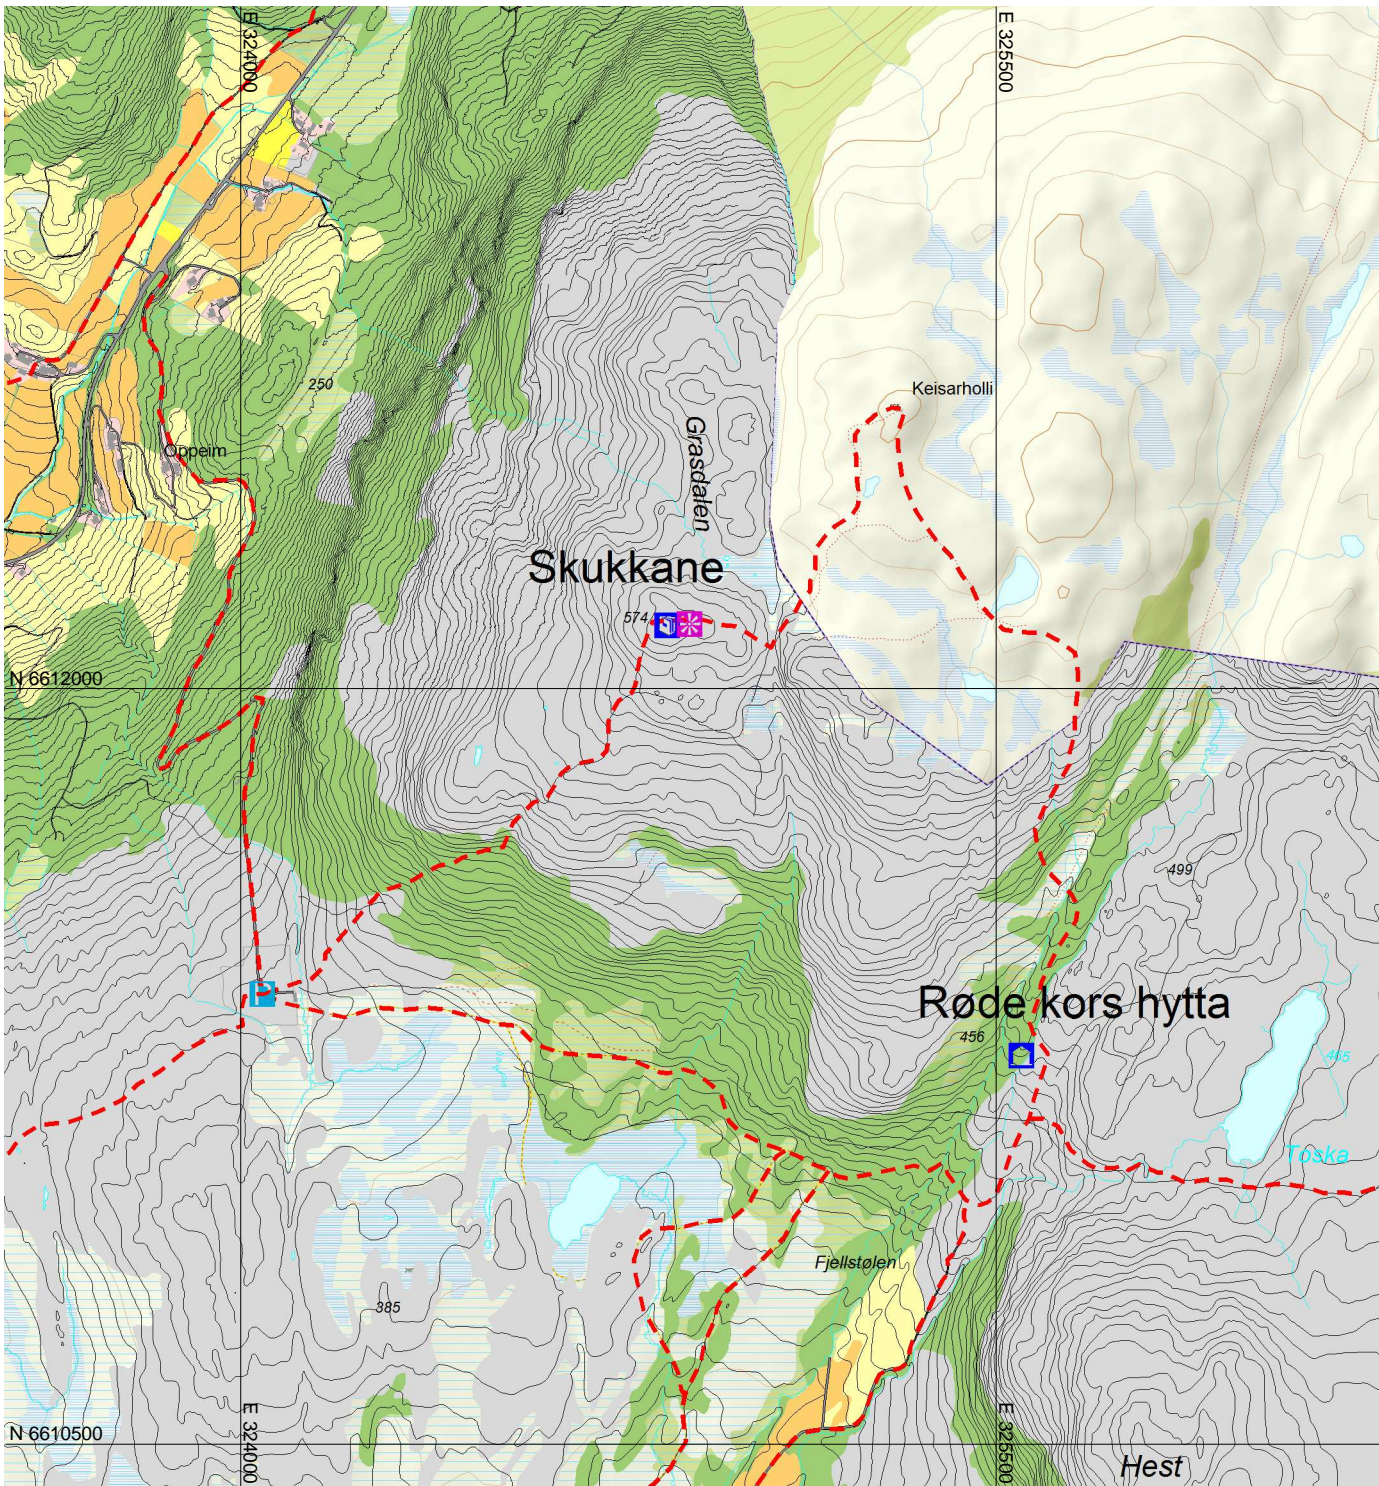 E 324000
E 325500
Keisarholli
250
Grasdalen
Oppeim
Skukkane
574
N 6612000
499
P
Røde kors hytta
456
465
Toska
Fjellstølen
385
E 324000
E 325500
N 6610500
Hest